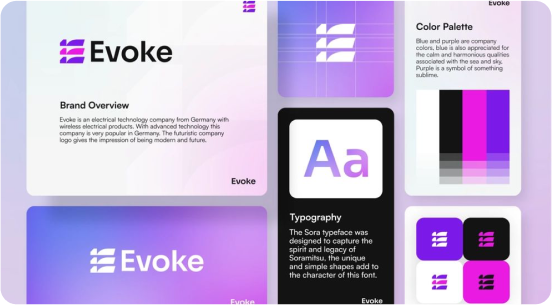 Evoke
Brand Overview
Evoke is an electrical technology company from Germany with
wireless electrical products. With advanced technology this
company is very popular in Germany. The futuristic company
logo gives the impression of being modern and future.
Evoke
Evoke
Evoke
Aa
Typography
The Sora typeface was
designed to capture the
spirit and legacy of
Soramitsu, the unique
and simple shapes add to
the character of this font.
Evoke
Evoke
Color Palette
Blue and purple are company
colors, blue is also appreciated for
the calm and harmonious qualities
associated with the sea and sky.
Purple is a symbol of something
sublime.